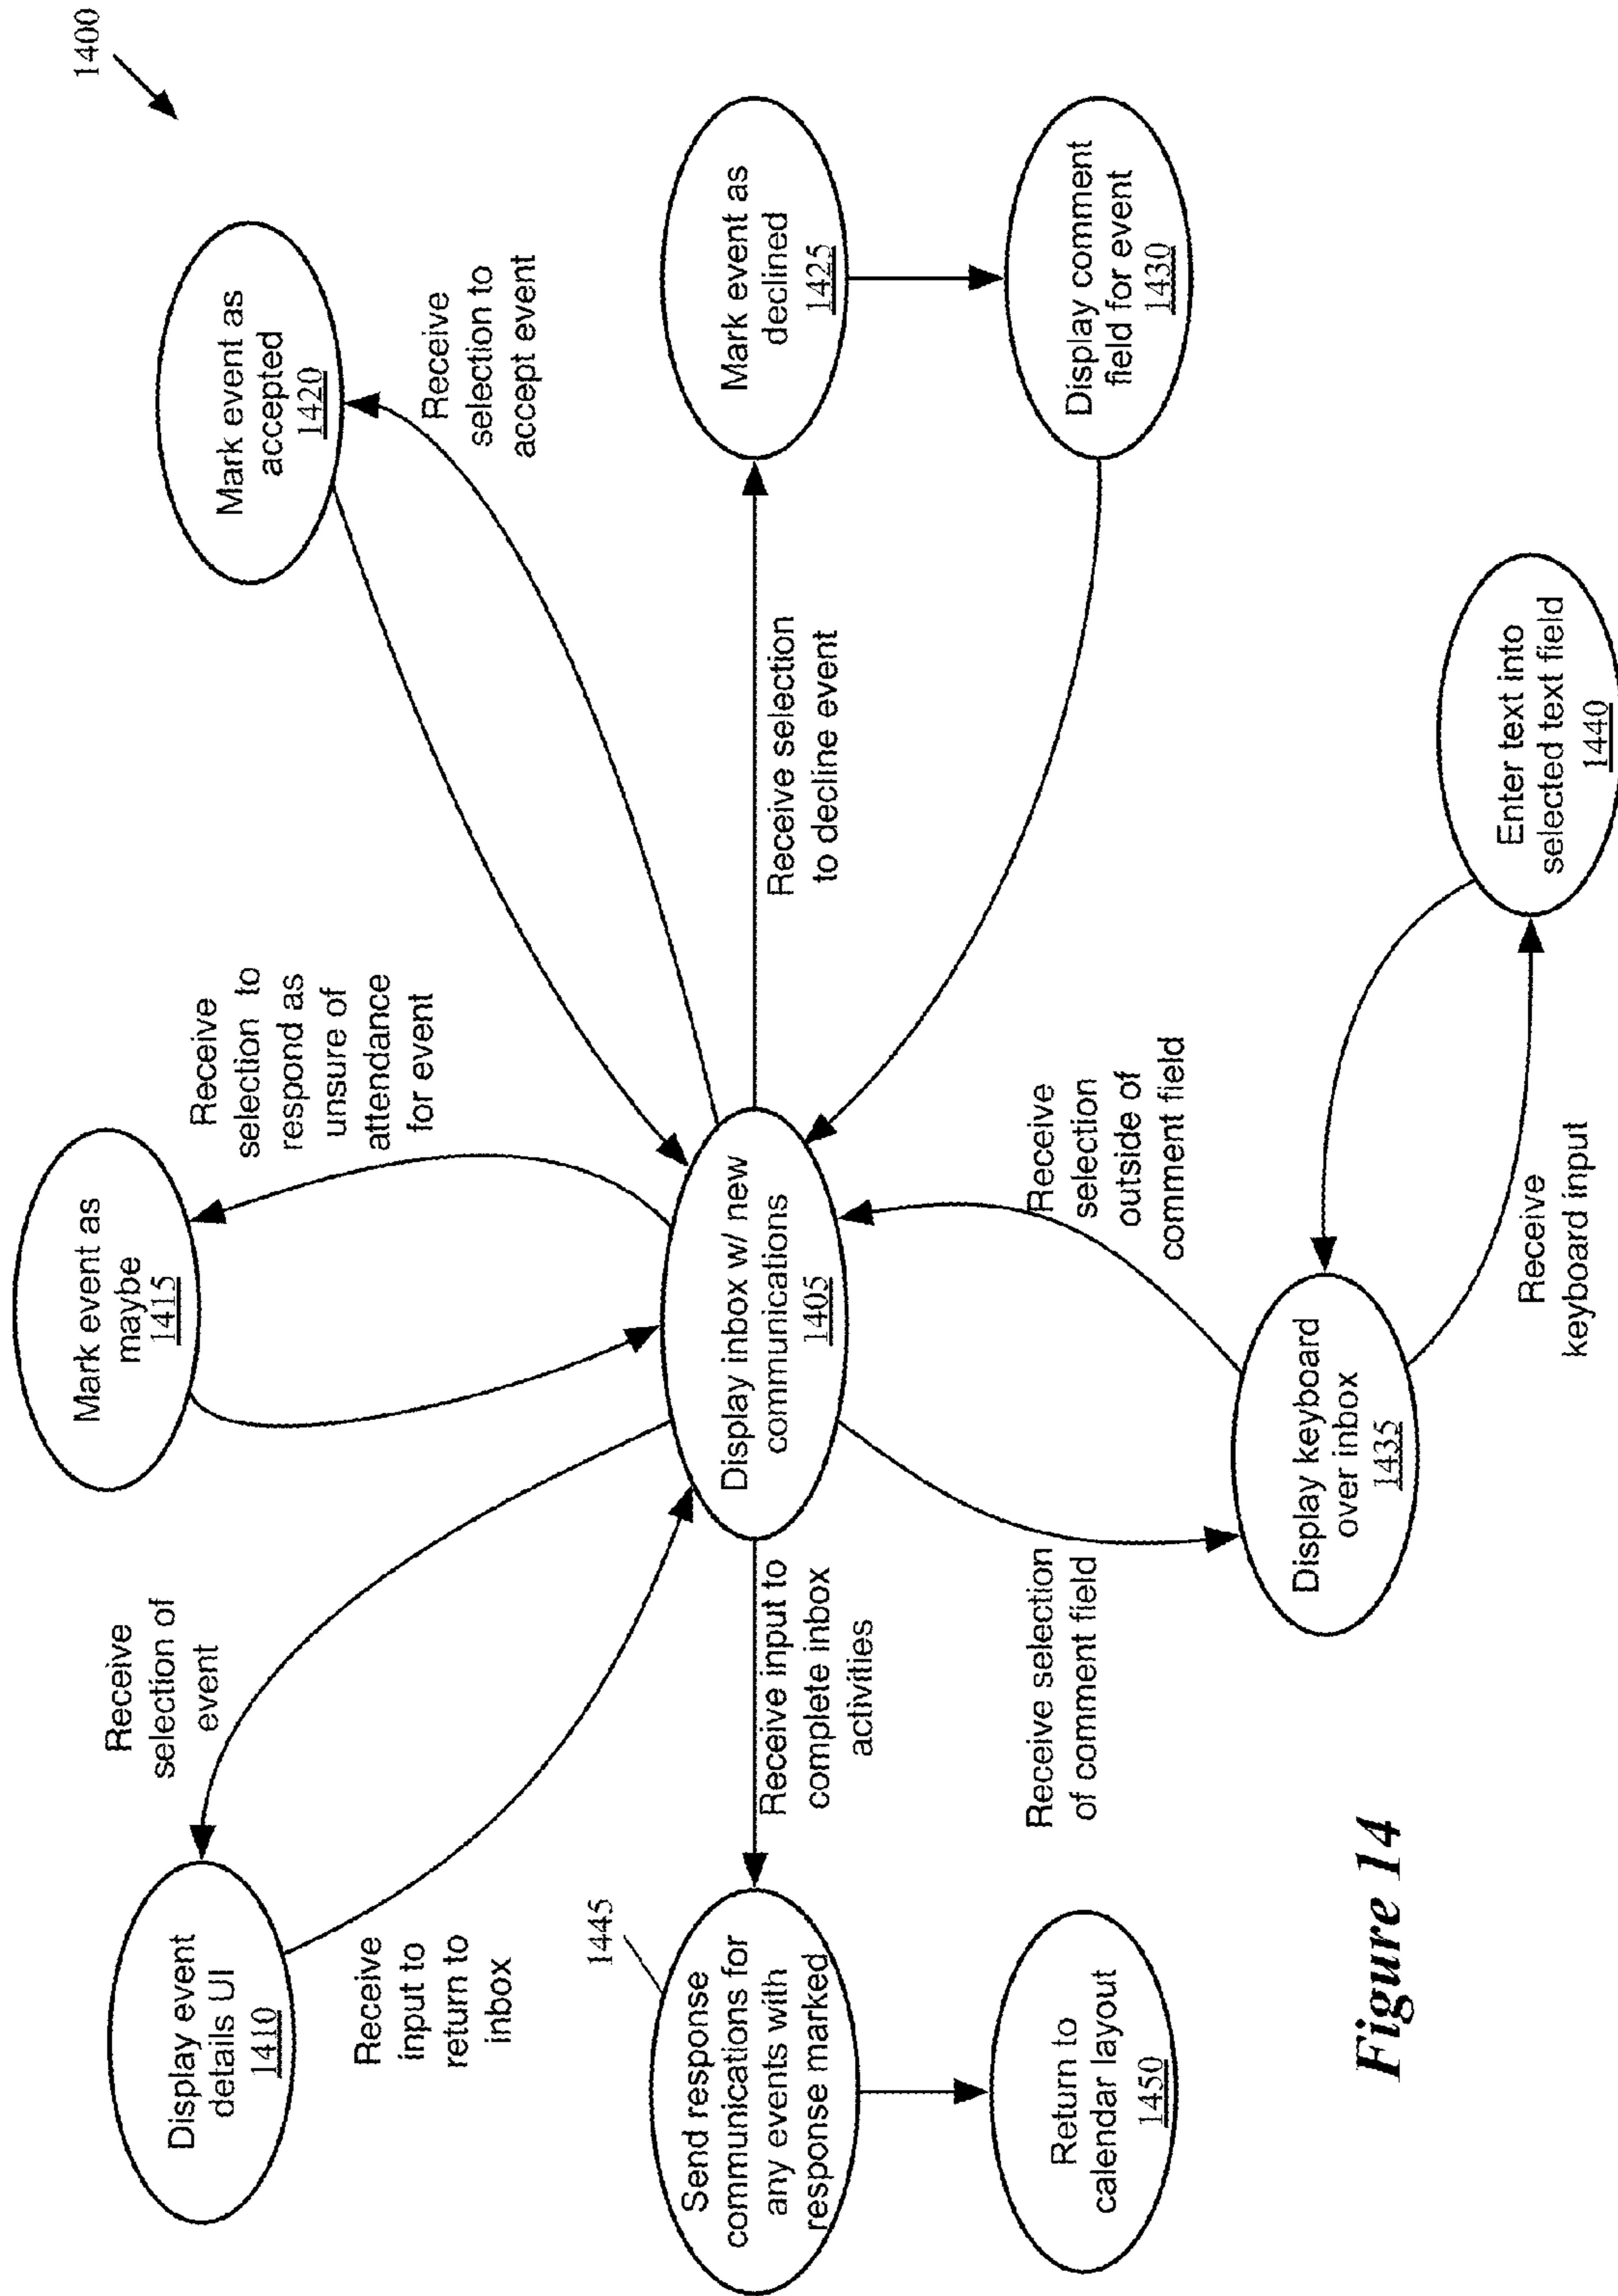 1400
Display event
details UI
1410
Receive
selection of
event
Receive
input to
return to
inbox
Mark event as
maybe
1415
Receive
selection to
respond as
unsure of
attendance
for event
Mark event as
accepted
1420
Receive
selection to
accept event
1445
Send response
communications for
any events with
response marked
Receive input to
complete inbox
activities
Display inbox w/ new
communications
1405
Receive selection
to decline event
Mark event as
declined
1425
Return to
calendar layout
1450
Receive selection
of comment field
Receive
selection
outside of
comment field
Display comment
field for event
1430
Display keyboard
over inbox
1435
Receive
keyboard input
Enter text into
selected text field
1440
Figure 14